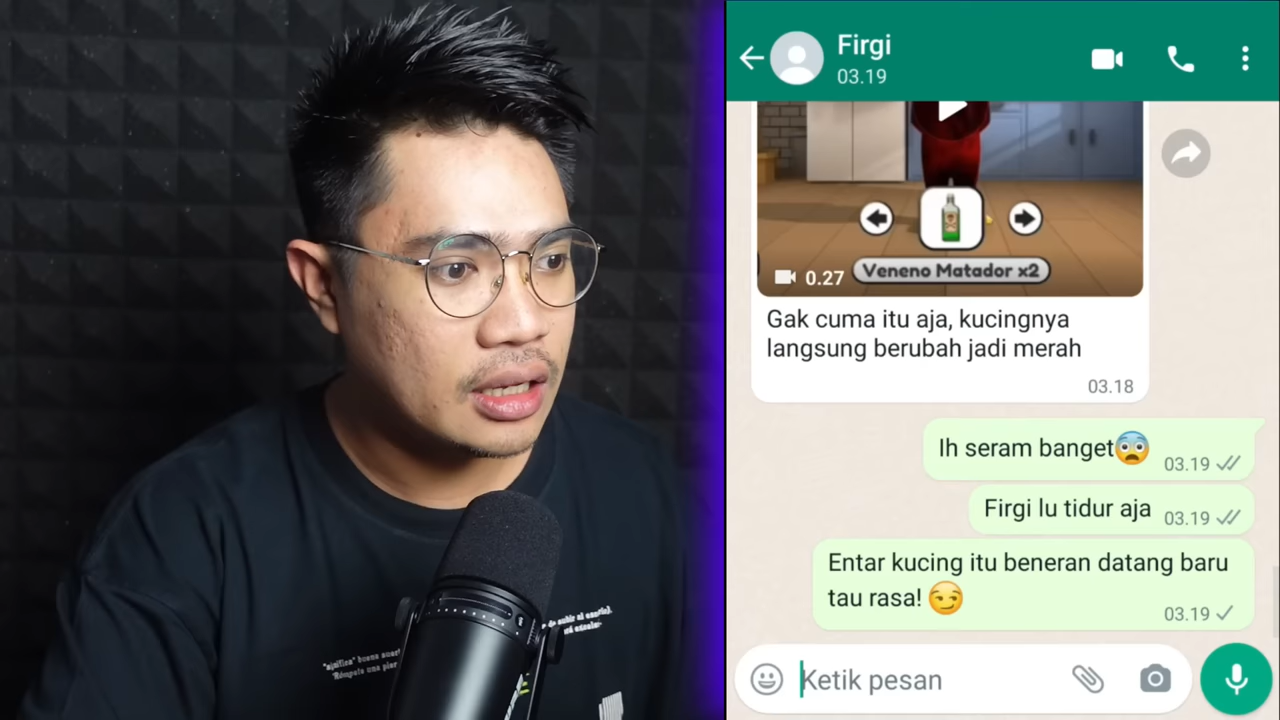 Firgi
03.19
Veneno Matador x2
0.27
Gak cuma itu aja, kucingnya
langsung berubah jadi merah
03.18
Ih seram banget😨
03.19
Firgi lu tidur aja
03.19
Entar kucing itu beneran datang baru
tau rasa! 😏
03.19
Ketik pesan